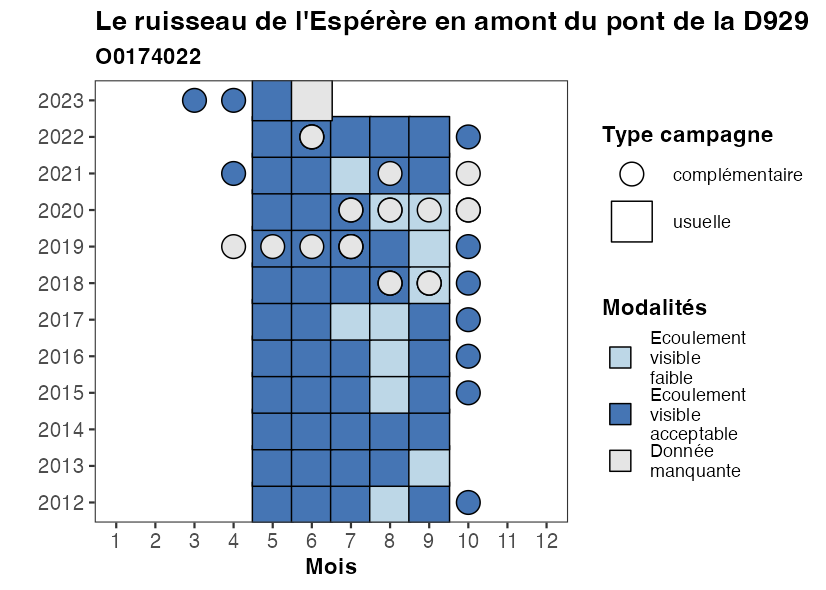 Le ruisseau de l'Espérère en amont du pont de la D929
O0174022
2023
2022
2021
2020
2019
2018
2017
2016
2015
2014
2013
2012
1 2 3 4 5 6 7 8 9 10 11 12
Mois
Type campagne
complémentaire
usuelle
Modalités
Ecoulement
visible
faible
Ecoulement
visible
acceptable
Donnée
manquante